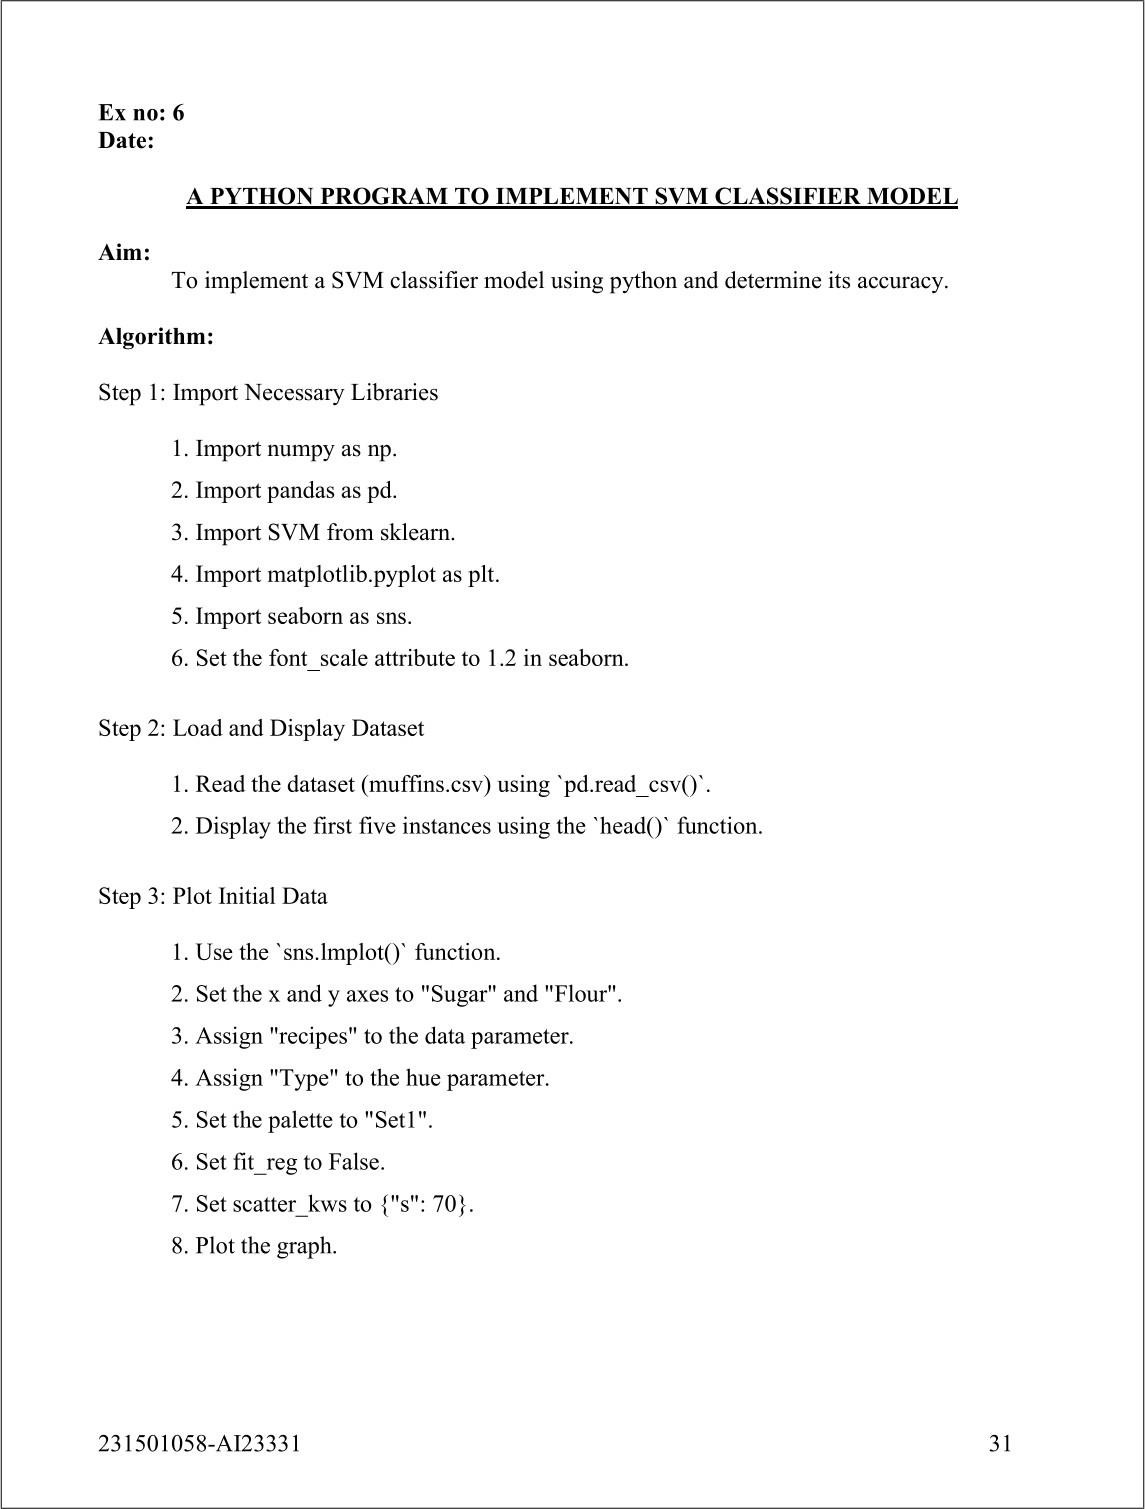 Ex no: 6
Date:
A PYTHON PROGRAM TO IMPLEMENT SVM CLASSIFIER MODEL
Aim:
To implement a SVM classifier model using python and determine its accuracy.
Algorithm:
Step 1: Import Necessary Libraries
1. Import numpy as np.
2. Import pandas as pd.
3. Import SVM from sklearn.
4. Import matplotlib.pyplot as plt.
5. Import seaborn as sns.
6. Set the font_scale attribute to 1.2 in seaborn.
Step 2: Load and Display Dataset
1. Read the dataset (muffins.csv) using `pd.read_csv()`.
2. Display the first five instances using the `head()` function.
Step 3: Plot Initial Data
1. Use the `sns.lmplot()` function.
2. Set the x and y axes to "Sugar" and "Flour".
3. Assign "recipes" to the data parameter.
4. Assign "Type" to the hue parameter.
5. Set the palette to "Set1".
6. Set fit_reg to False.
7. Set scatter_kws to {"s": 70}.
8. Plot the graph.
231501058-AI23331 31